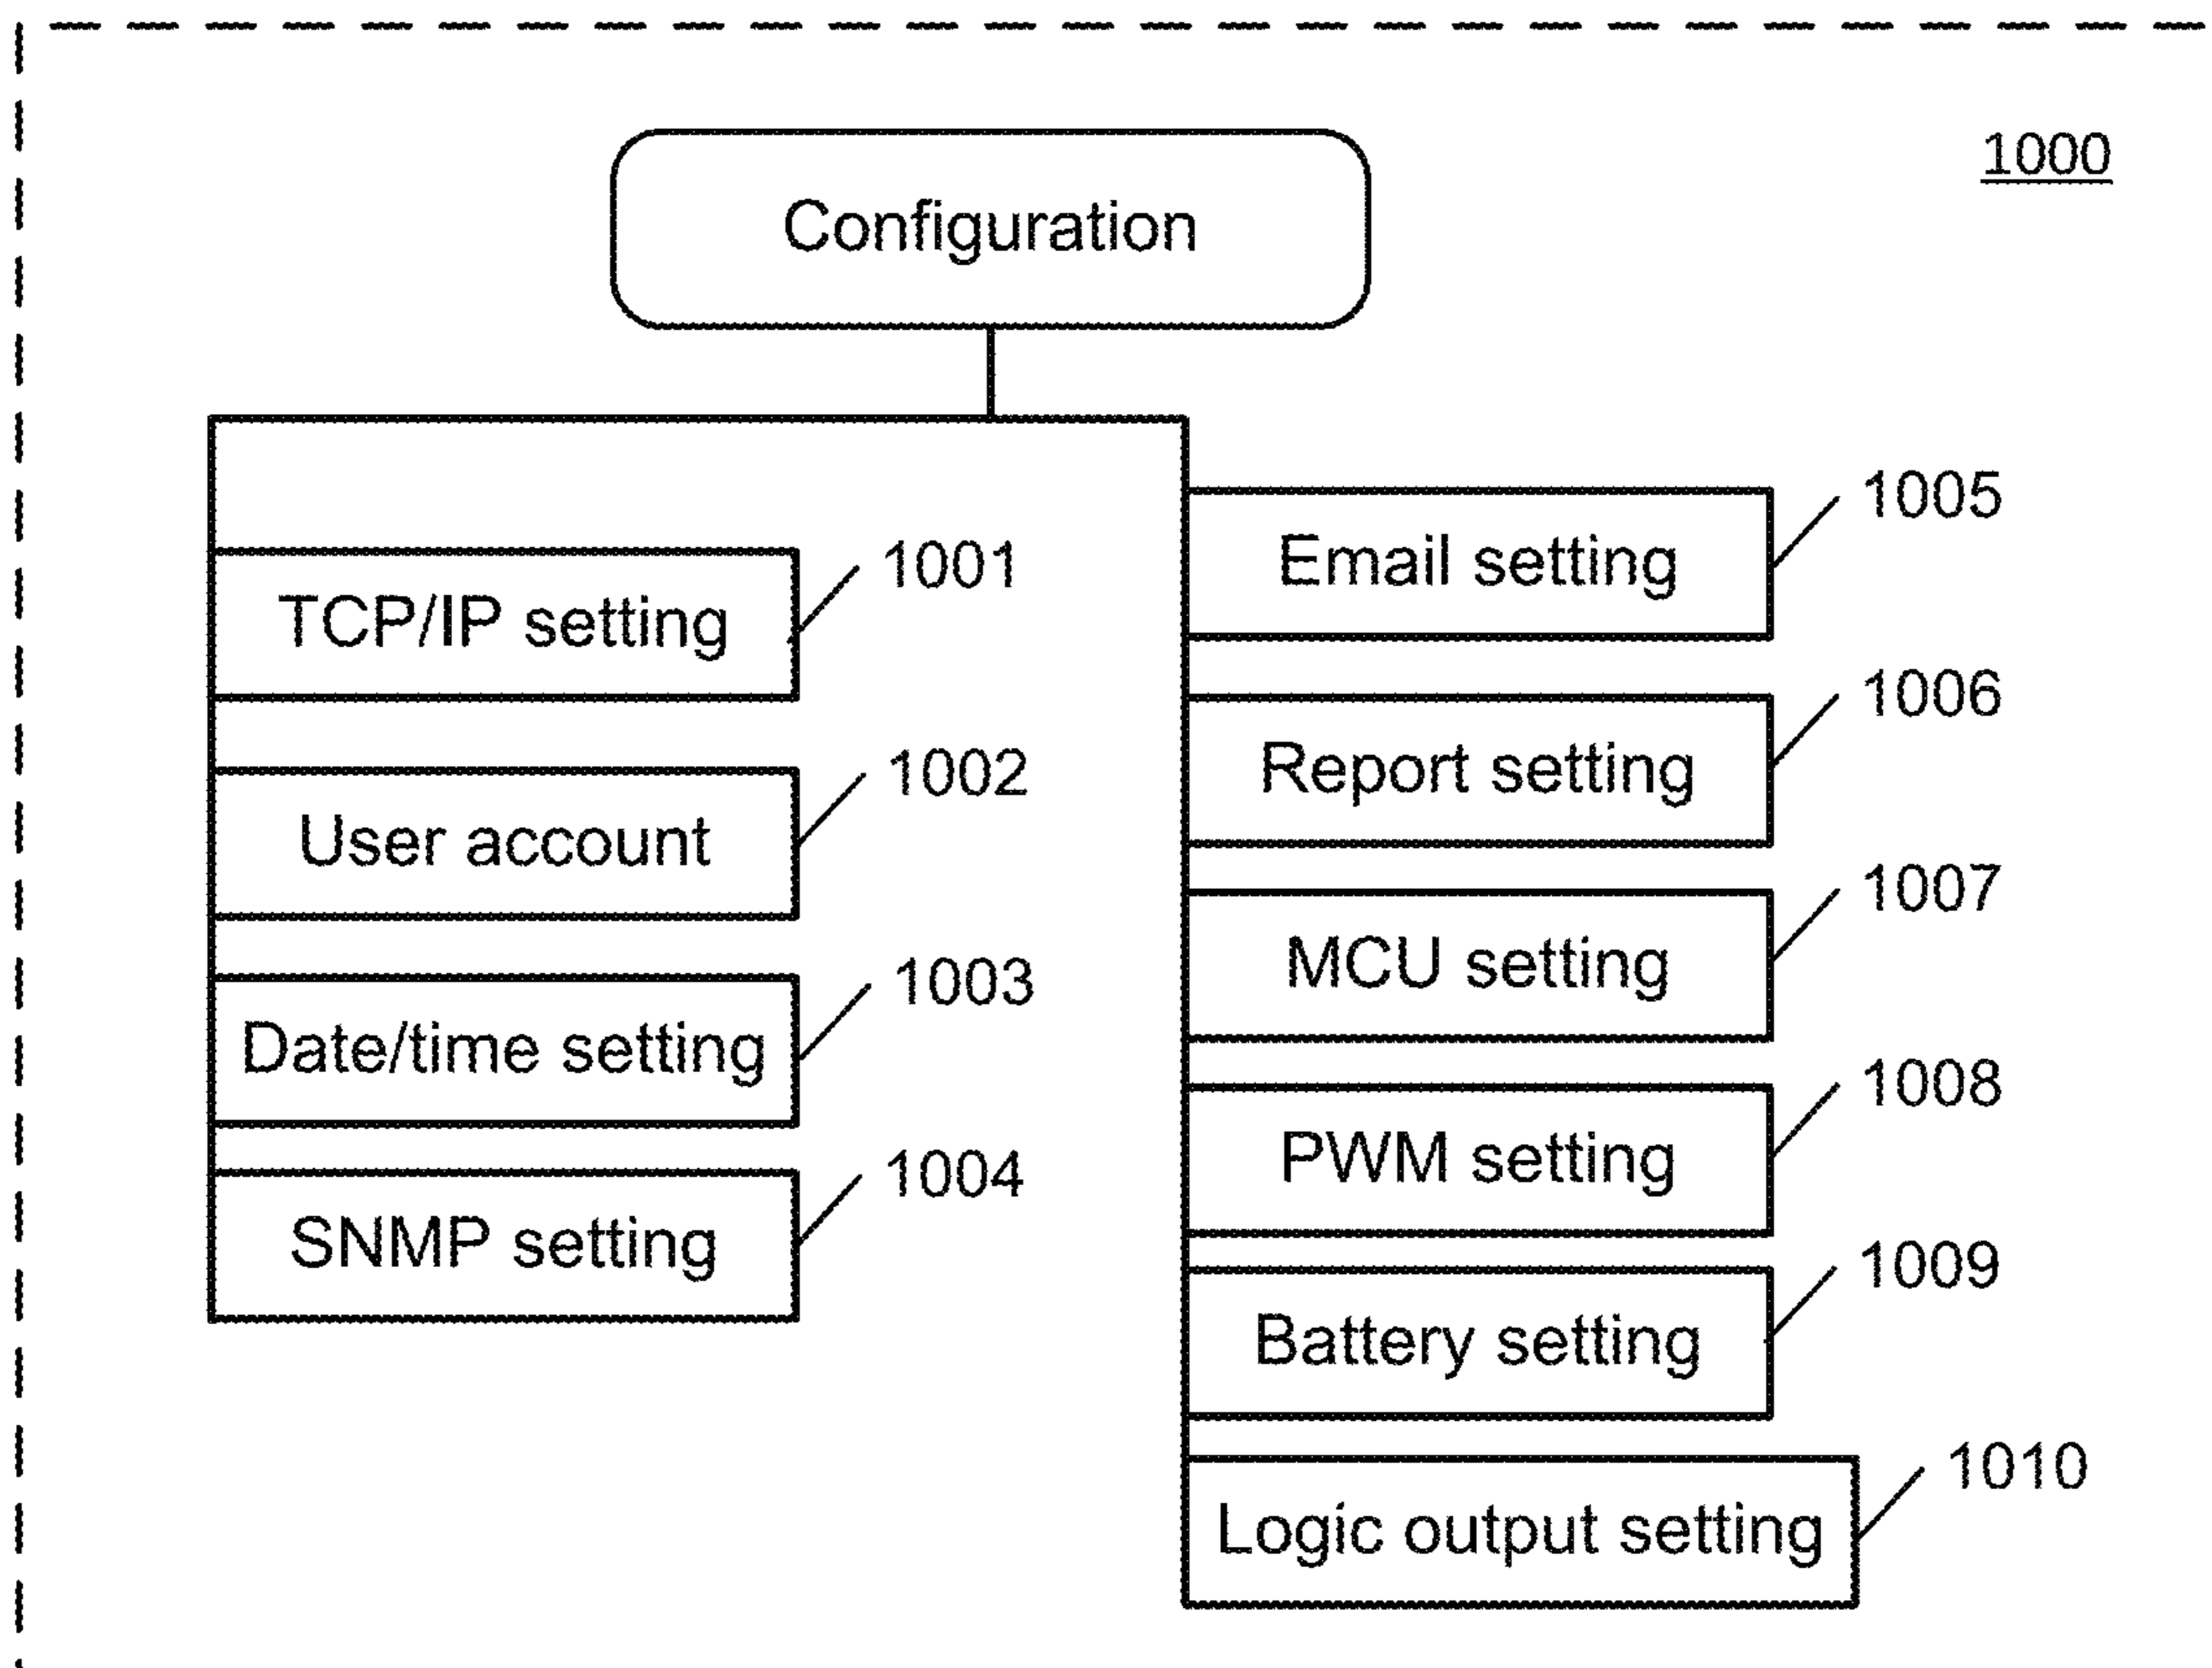 1000
Configuration
TCP/IP setting
1001
User account
1002
Date/time setting
1003
SNMP setting
1004
Email setting
1005
Report setting
1006
MCU setting
1007
PWM setting
1008
Battery setting
1009
Logic output setting
1010